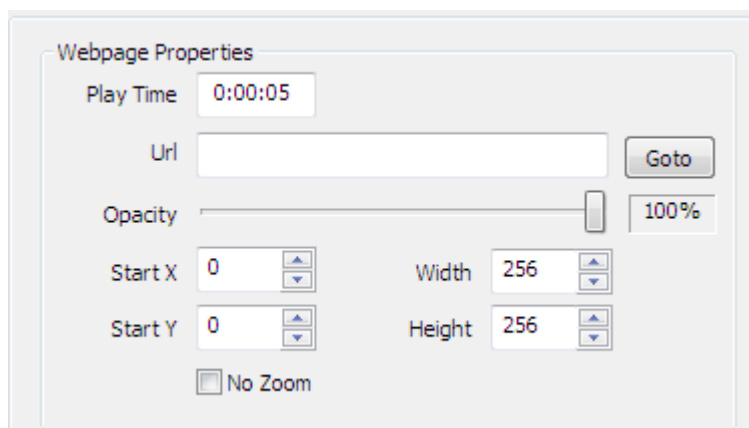 Webpage Properties
Play Time 0:00:05
Url Goto
Opacity 100%
Start X 0 Width 256
Start Y 0 Height 256
No Zoom